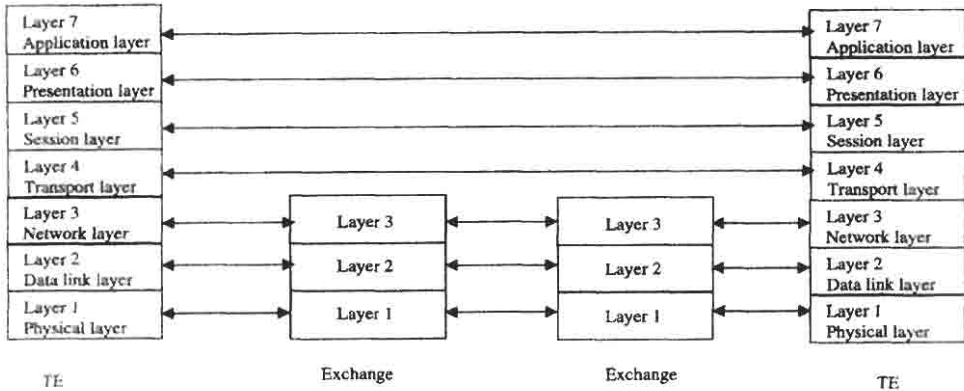 Layer 7
Application layer
Layer 6
Presentation layer
Layer 5
Session layer
Layer 4
Transport layer
Layer 3
Network layer
Layer 2
Data link layer
Layer 1
Physical layer
TE
Layer 3
Layer 2
Layer 1
Exchange
Layer 3
Layer 2
Layer 1
Exchange
Layer 7
Application layer
Layer 6
Presentation layer
Layer 5
Session layer
Layer 4
Transport layer
Layer 3
Network layer
Layer 2
Data link layer
Layer 1
Physical layer
TE